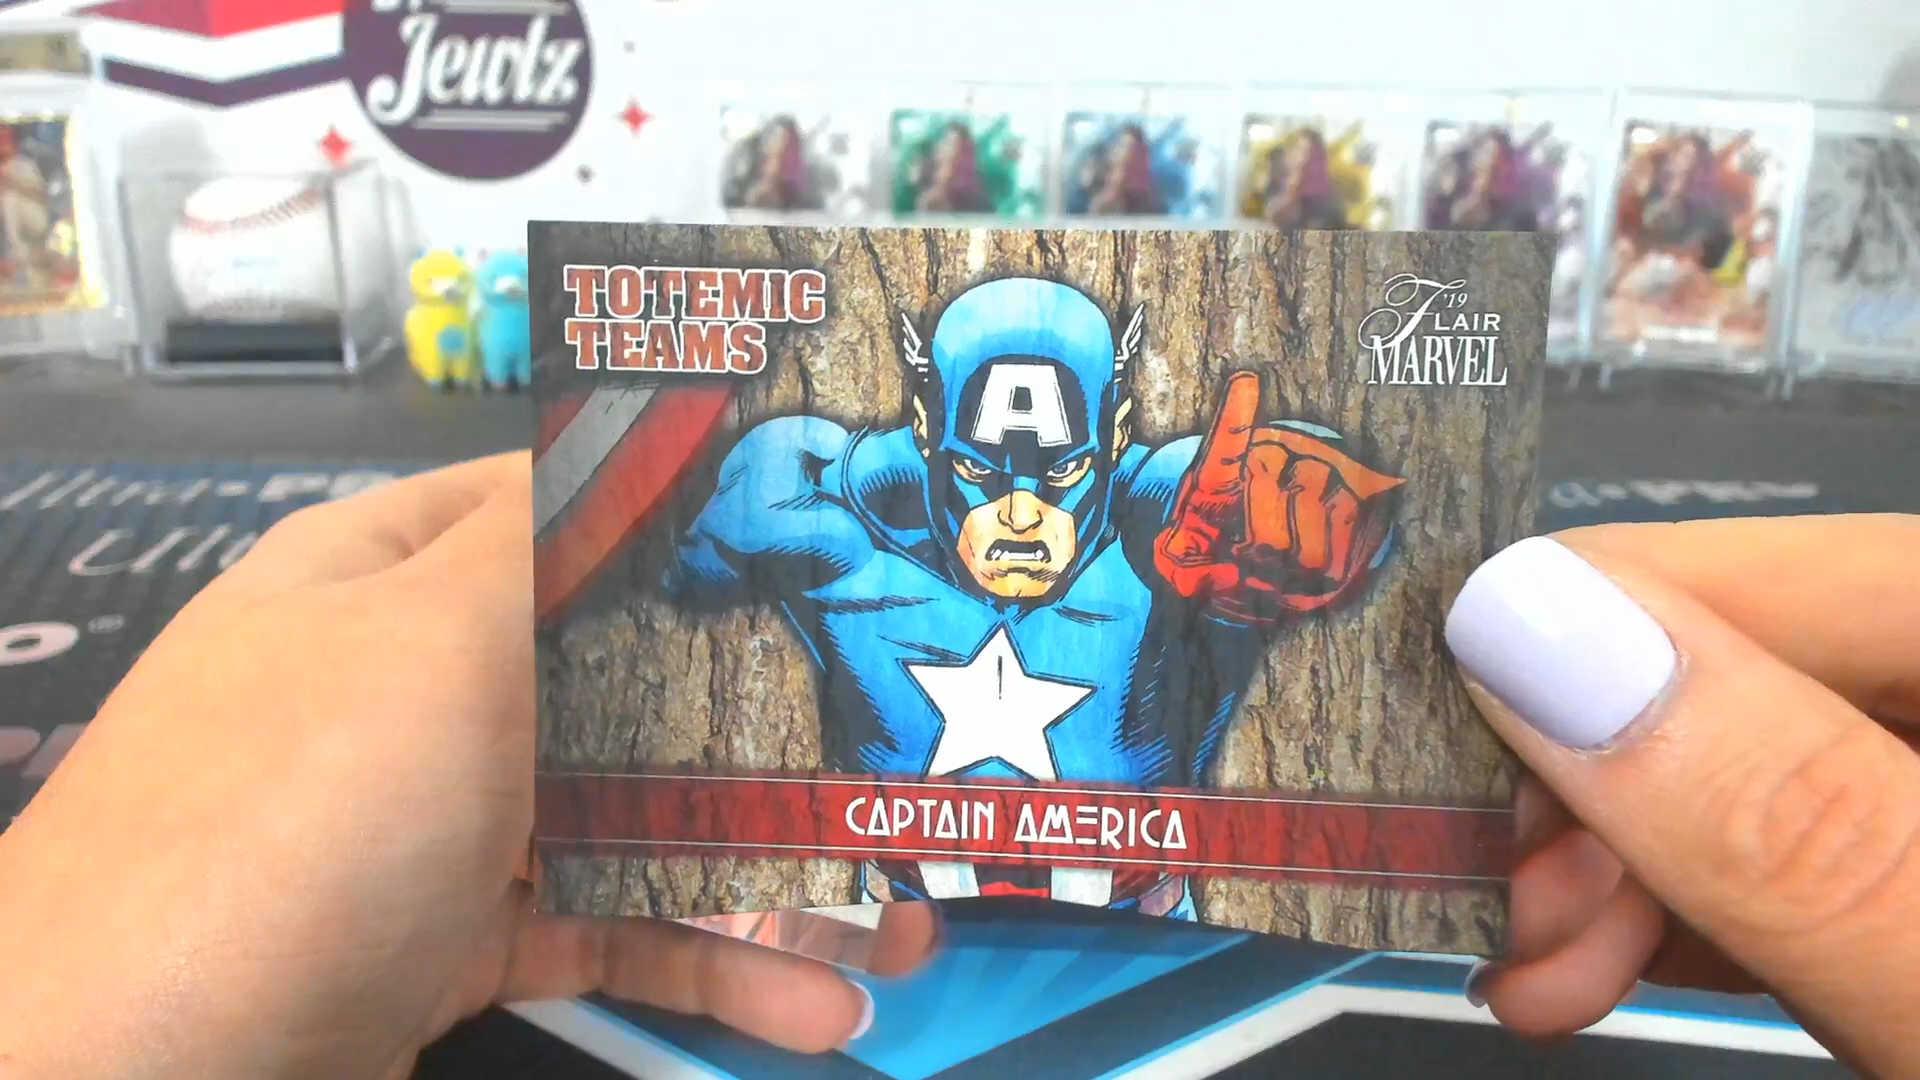 Jewlz
TOTEMIC
TEAMS
'19
FLAIR
MARVEL
A
CAPTAIN AMERICA